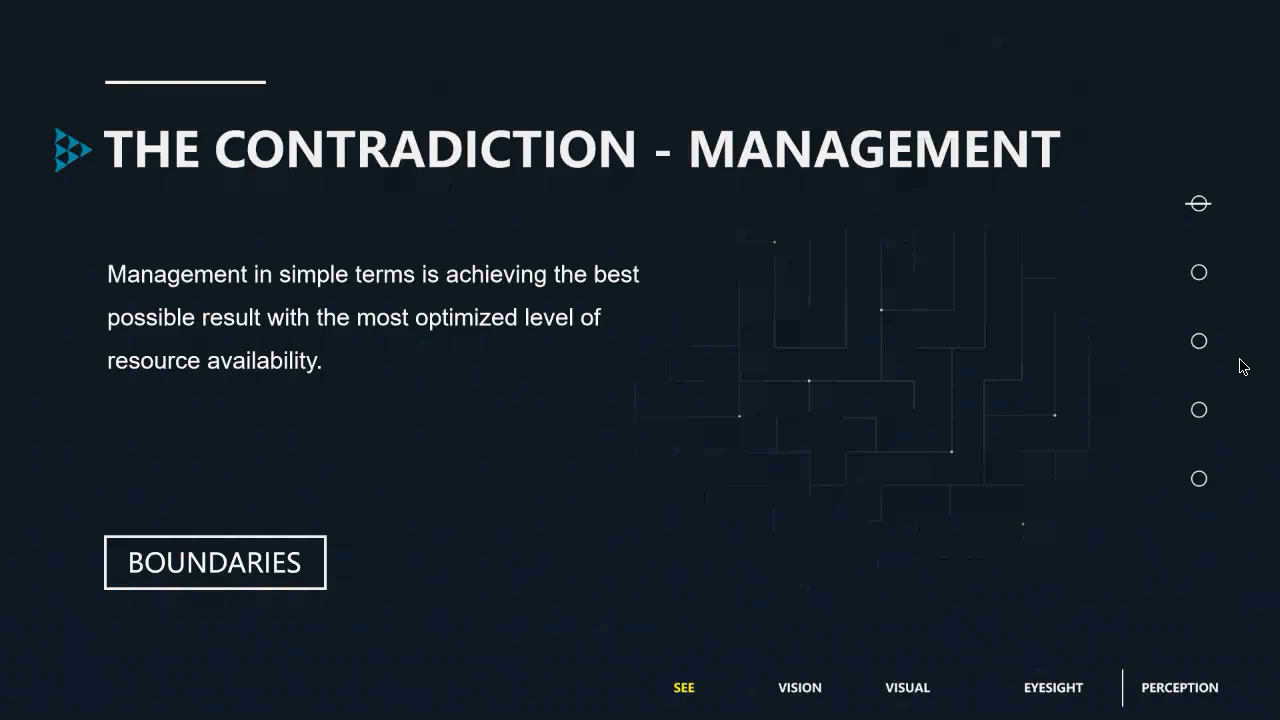 THE CONTRADICTION - MANAGEMENT
Management in simple terms is achieving the best
possible result with the most optimized level of
resource availability.
BOUNDARIES
SEE VISION VISUAL EYESIGHT PERCEPTION